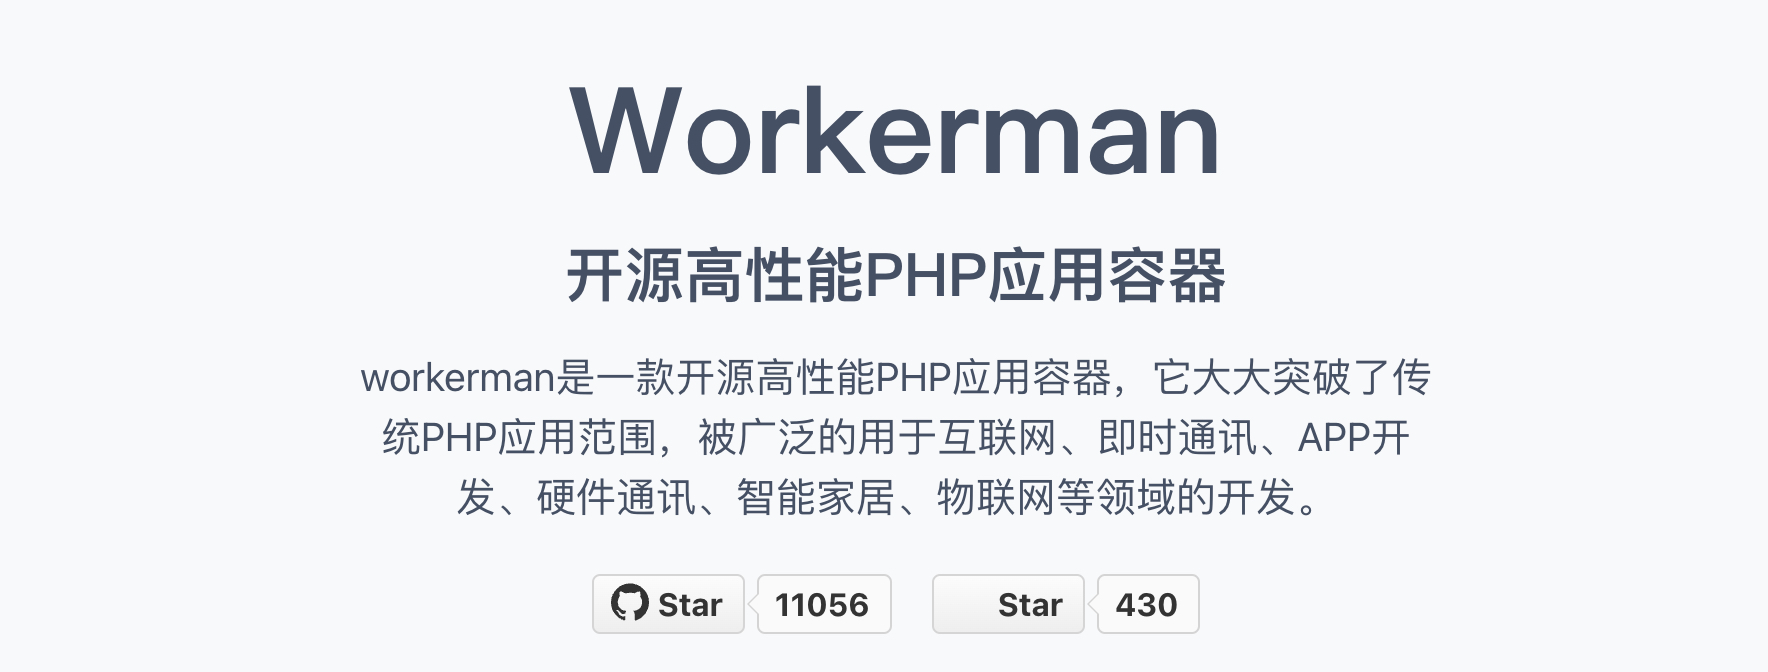 Workerman
开源高性能PHP应用容器
workerman是一款开源高性能PHP应用容器，它大大突破了传
统PHP应用范围，被广泛的用于互联网、即时通讯、APP开
发、硬件通讯、智能家居、物联网等领域的开发。
Star 11056 Star 430